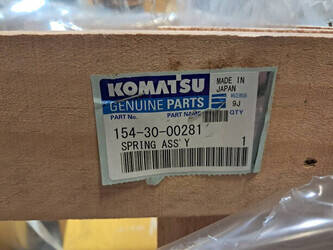 KOMATSU
MADE IN
JAPAN
GENUINE PARTS
9J
Part No. Part Name QTY
154-30-00281
SPRING ASS'Y 1